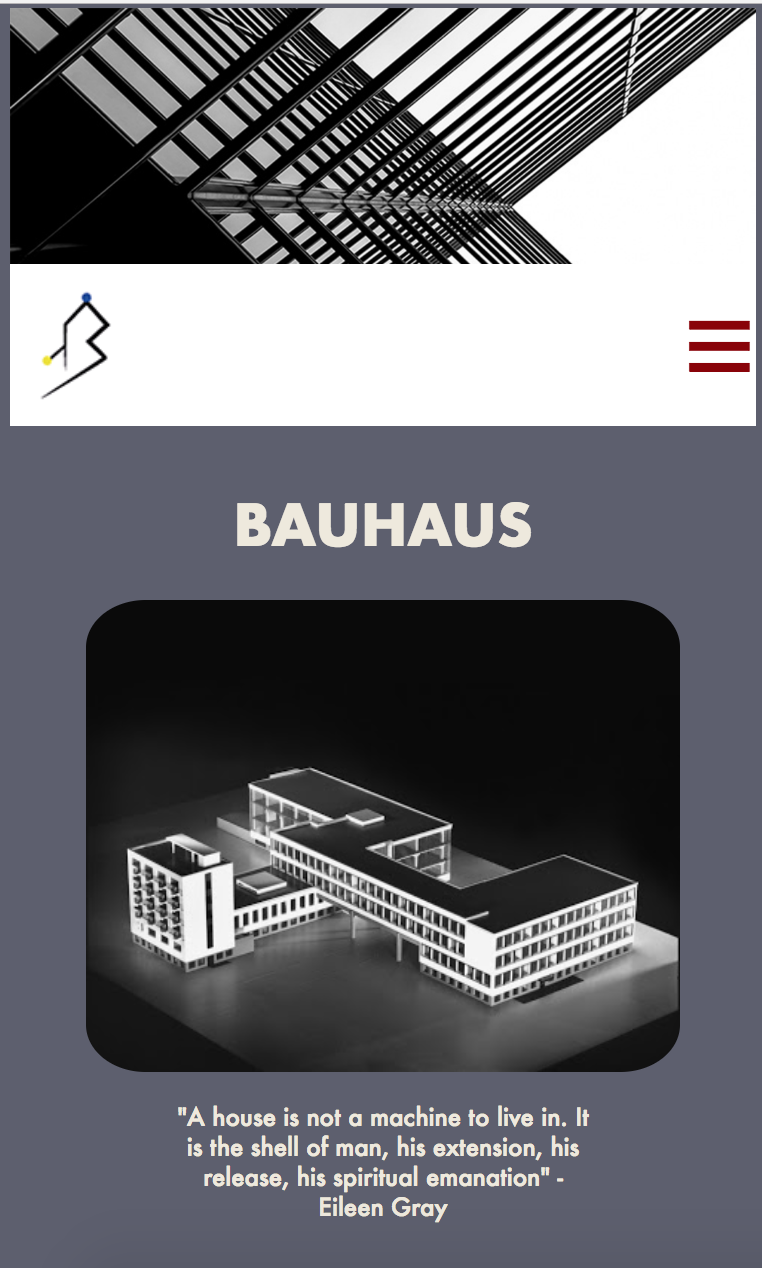 BAUHAUS
"A house is not a machine to live in. It
is the shell of man, his extension, his
release, his spiritual emanation" -
Eileen Gray